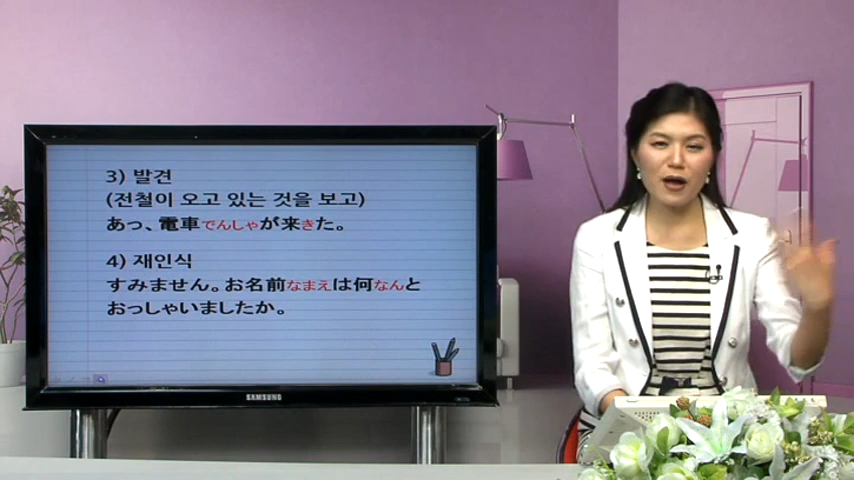 3) 발견
(전철이 오고 있는 것을 보고)
あっ、電車でんしゃが来きた。
4) 재인식
すみません。お名前なまえは何なんと
おっしゃいましたか。
SAMSUNG